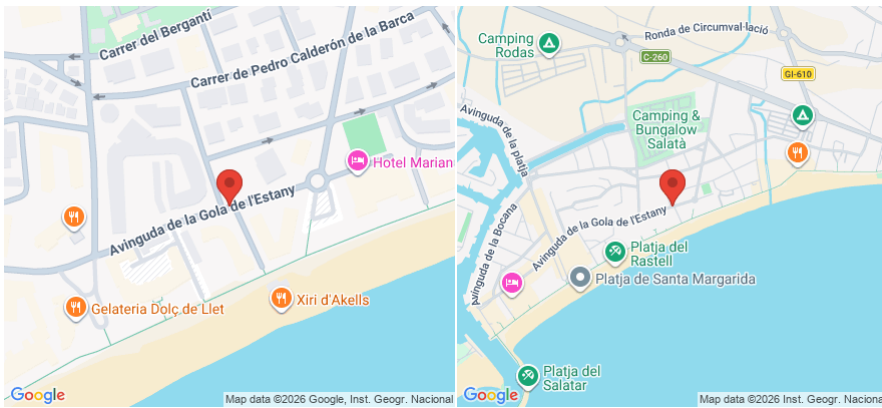 Carrer del Bergantí
Carrer de Pedro Calderón de la Barca
Hotel Marian
Avinguda de la Gola de l'Estany
Xiri d'Akells
Gelateria Dolç de Llet
Google
Map data ©2026 Google, Inst. Geogr. Nacional
Ronda de Circumval·lació
Camping
Rodas
C-260
GI-610
Avinguda de la platja
Camping &
Bungalow
Salatà
Avinguda de la Gola de l'Estany
Avinguda de la Bocana
Platja del
Rastell
Platja de Santa Margarida
Platja del
Salatar
Google
Map data ©2026 Google, Inst. Geogr. Naciona